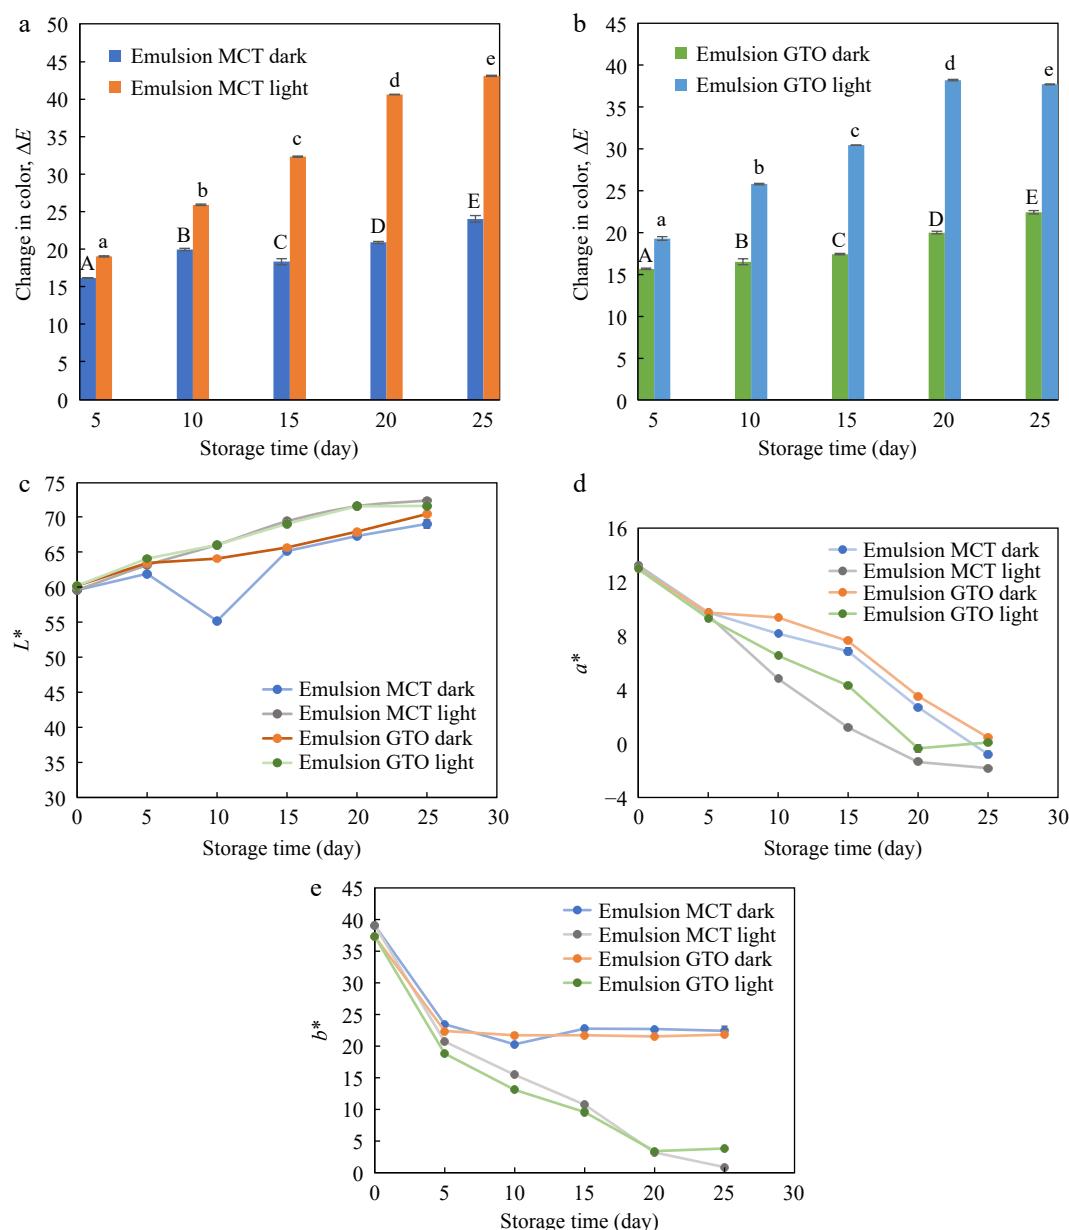 a
50
45
40
35
30
25
20
15
10
5
0
Change in color, ΔE
Emulsion MCT dark
Emulsion MCT light
A
a
B
b
C
c
D
d
E
e
5 10 15 20 25
Storage time (day)
b
45
40
35
30
25
20
15
10
5
0
Change in color, ΔE
Emulsion GTO dark
Emulsion GTO light
A
a
B
b
C
c
D
d
E
e
5 10 15 20 25
Storage time (day)
c
75
70
65
60
55
50
45
40
35
30
L*
Emulsion MCT dark
Emulsion MCT light
Emulsion GTO dark
Emulsion GTO light
0 5 10 15 20 25 30
Storage time (day)
d
16
12
8
4
0
−4
a*
Emulsion MCT dark
Emulsion MCT light
Emulsion GTO dark
Emulsion GTO light
0 5 10 15 20 25 30
Storage time (day)
e
45
40
35
30
25
20
15
10
5
0
b*
Emulsion MCT dark
Emulsion MCT light
Emulsion GTO dark
Emulsion GTO light
0 5 10 15 20 25 30
Storage time (day)